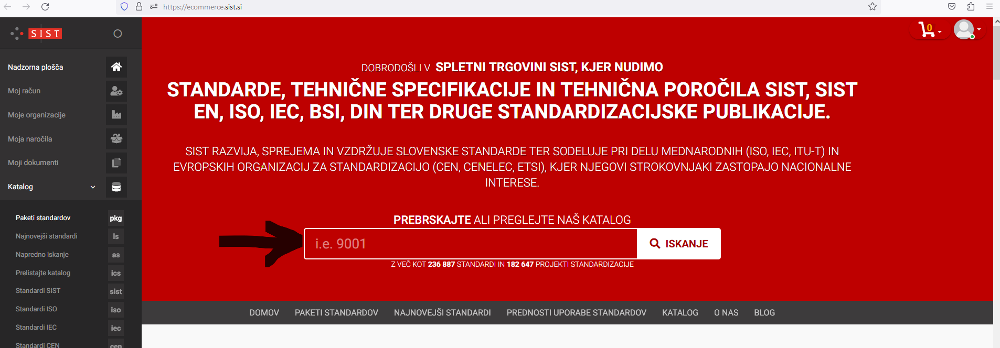 https://ecommerce.sist.si
SIST
Nadzorna plošča
Moj račun
Moje organizacije
Moja naročila
Moji dokumenti
Katalog
Paketi standardov pkg
Najnovejši standardi ls
Napredno iskanje as
Prelistajte katalog ics
Standardi SIST sist
Standardi ISO iso
Standardi IEC iec
Standardi CEN cen
0
DOBRODOŠLI V SPLETNI TRGOVINI SIST, KJER NUDIMO
STANDARDE, TEHNIČNE SPECIFIKACIJE IN TEHNIČNA POROČILA SIST, SIST
EN, ISO, IEC, BSI, DIN TER DRUGE STANDARDIZACIJSKE PUBLIKACIJE.
SIST RAZVIJA, SPREJEMA IN VZDRŽUJE SLOVENSKE STANDARDE TER SODELUJE PRI DELU MEDNARODNIH (ISO, IEC, ITU-T) IN
EVROPSKIH ORGANIZACIJ ZA STANDARDIZACIJO (CEN, CENELEC, ETSI), KJER NJEGOVI STROKOVNJAKI ZASTOPAJO NACIONALNE
INTERESE.
PREBRSKAJTE ALI PREGLEJTE NAŠ KATALOG
i.e. 9001 ISKANJE
Z VEČ KOT 236 887 STANDARDI IN 182 647 PROJEKTI STANDARDIZACIJE
DOMOV PAKETI STANDARDOV NAJNOVEJŠI STANDARDI PREDNOSTI UPORABE STANDARDOV KATALOG O NAS BLOG